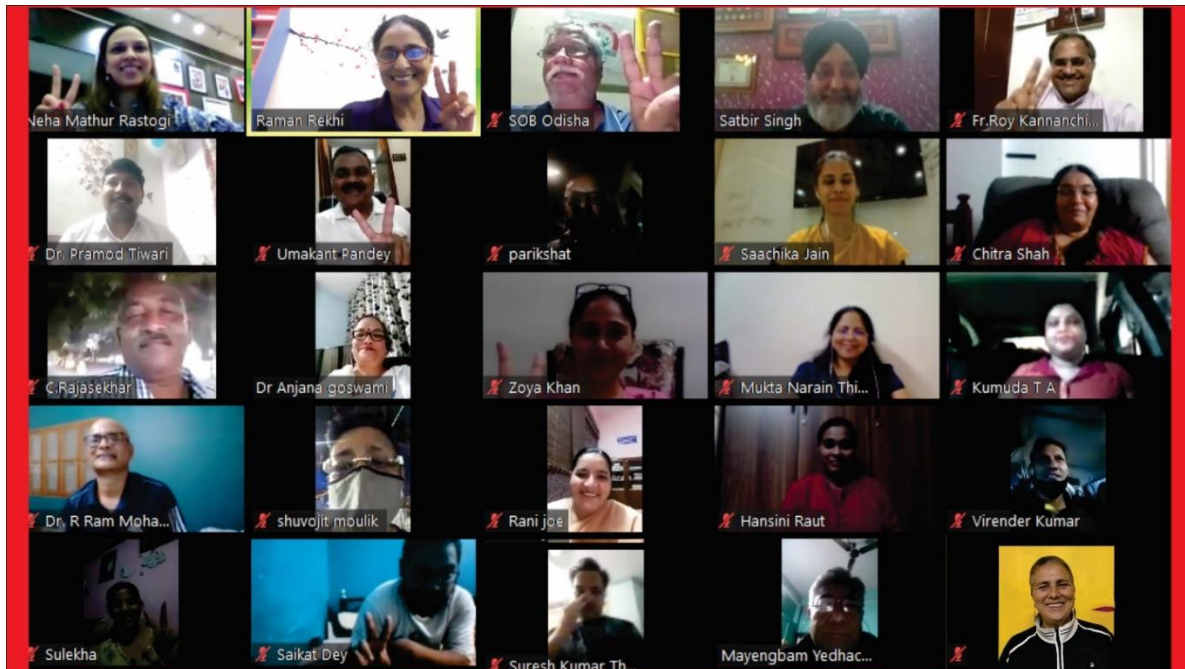 Neha Mathur Rastogi
Raman Rekhi
SOB Odisha
Satbir Singh
Fr.Roy Kannanchi...
Dr. Pramod Tiwari
Umakant Pandey
parikshat
Saachika Jain
Chitra Shah
C.Rajasekhar
Dr Anjana goswami
Zoya Khan
Mukta Narain Thi...
Kumuda T A
Dr. R Ram Moha...
shuvojit moulik
Rani joe
Hansini Raut
Virender Kumar
Sulekha
Saikat Dey
Suresh Kumar Th...
Mayengbam Yedhac...